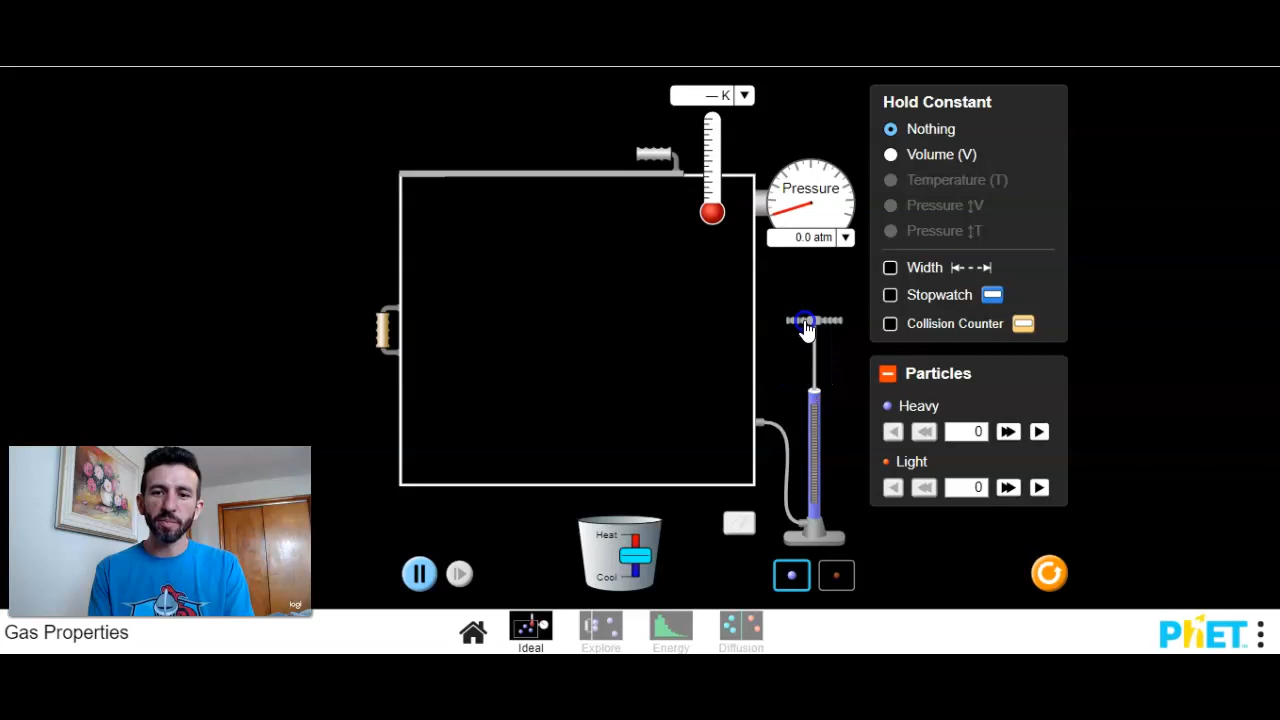 — K
Pressure
0.0 atm
Hold Constant
Nothing
Volume (V)
Temperature (T)
Pressure ↕V
Pressure ↕T
Width
Stopwatch
Collision Counter
Particles
Heavy
0
Light
0
Heat
Cool
logi
Gas Properties
Ideal
Explore
Energy
Diffusion
PhET